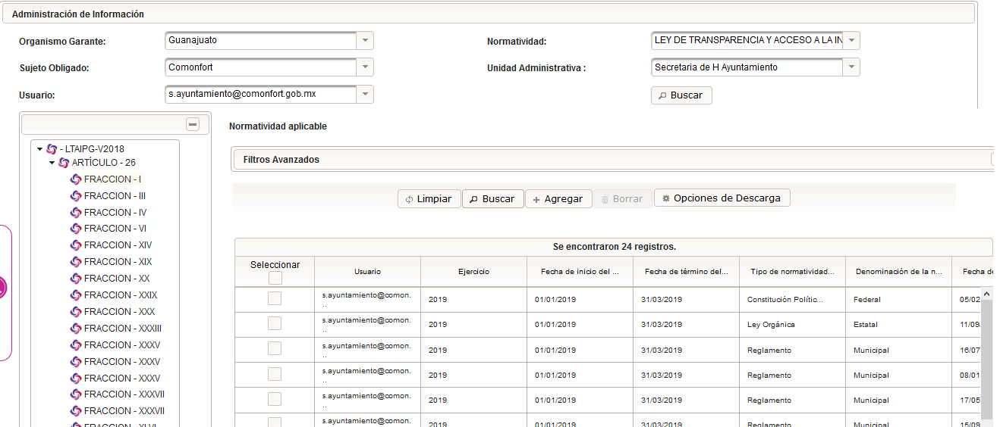 Administración de Información
Organismo Garante: Guanajuato Normatividad: LEY DE TRANSPARENCIA Y ACCESO A LA IN
Sujeto Obligado: Comonfort Unidad Administrativa : Secretaria de H Ayuntamiento
Usuario: s.ayuntamiento@comonfort.gob.mx Buscar
- LTAIPG-V2018
ARTÍCULO - 26
FRACCION - I
FRACCION - III
FRACCION - IV
FRACCION - VI
FRACCION - XIV
FRACCION - XIX
FRACCION - XX
FRACCION - XXIX
FRACCION - XXX
FRACCION - XXXIII
FRACCION - XXXV
FRACCION - XXXV
FRACCION - XXXV
FRACCION - XXXVII
FRACCION - XXXVII
FRACCION - XLVI
Normatividad aplicable
Filtros Avanzados
Limpiar Buscar Agregar Borrar Opciones de Descarga
Se encontraron 24 registros.
Seleccionar Usuario Ejercicio Fecha de inicio del ... Fecha de término del... Tipo de normatividad... Denominación de la n... Fecha de
s.ayuntamiento@comon. .. 2019 01/01/2019 31/03/2019 Constitución Polític... Federal 05/02
s.ayuntamiento@comon. .. 2019 01/01/2019 31/03/2019 Ley Orgánica Estatal 11/09
s.ayuntamiento@comon. .. 2019 01/01/2019 31/03/2019 Reglamento Municipal 16/07
s.ayuntamiento@comon. .. 2019 01/01/2019 31/03/2019 Reglamento Municipal 08/01
s.ayuntamiento@comon. .. 2019 01/01/2019 31/03/2019 Reglamento Municipal 17/05
s.ayuntamiento@comon. 2019 01/01/2019 31/03/2019 Reglamento Municipal 15/09